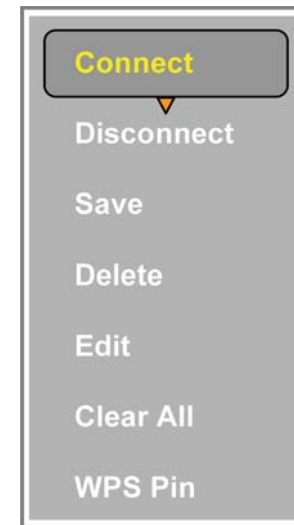 Connect
Disconnect
Save
Delete
Edit
Clear All
WPS Pin